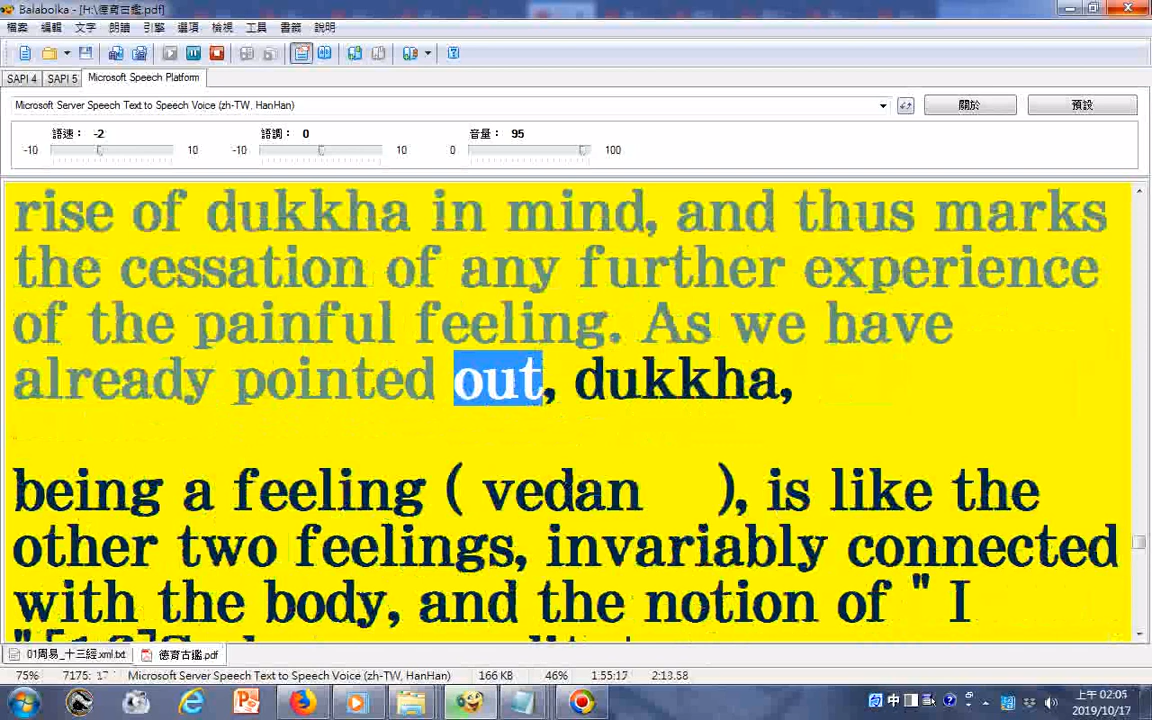 Balabolka - [H:\德育古鑑.pdf]
檔案 編輯 文字 朗讀 引擎 選項 檢視 工具 書籤 說明
SAPI 4 SAPI 5 Microsoft Speech Platform
Microsoft Server Speech Text to Speech Voice (zh-TW, HanHan) 關於 預設
語速： -2 語調： 0 音量： 95
-10 10 -10 10 0 100
rise of dukkha in mind, and thus marks
the cessation of any further experience
of the painful feeling. As we have
already pointed out, dukkha,
being a feeling ( vedan ), is like the
other two feelings, invariably connected
with the body, and the notion of " I
01周易_十三經.xml.txt 德育古鑑.pdf
75% Microsoft Server Speech Text to Speech Voice (zh-TW, HanHan) 166 KB 46% 1:55:17 2:13:58
中 上午 02:05
2019/10/17